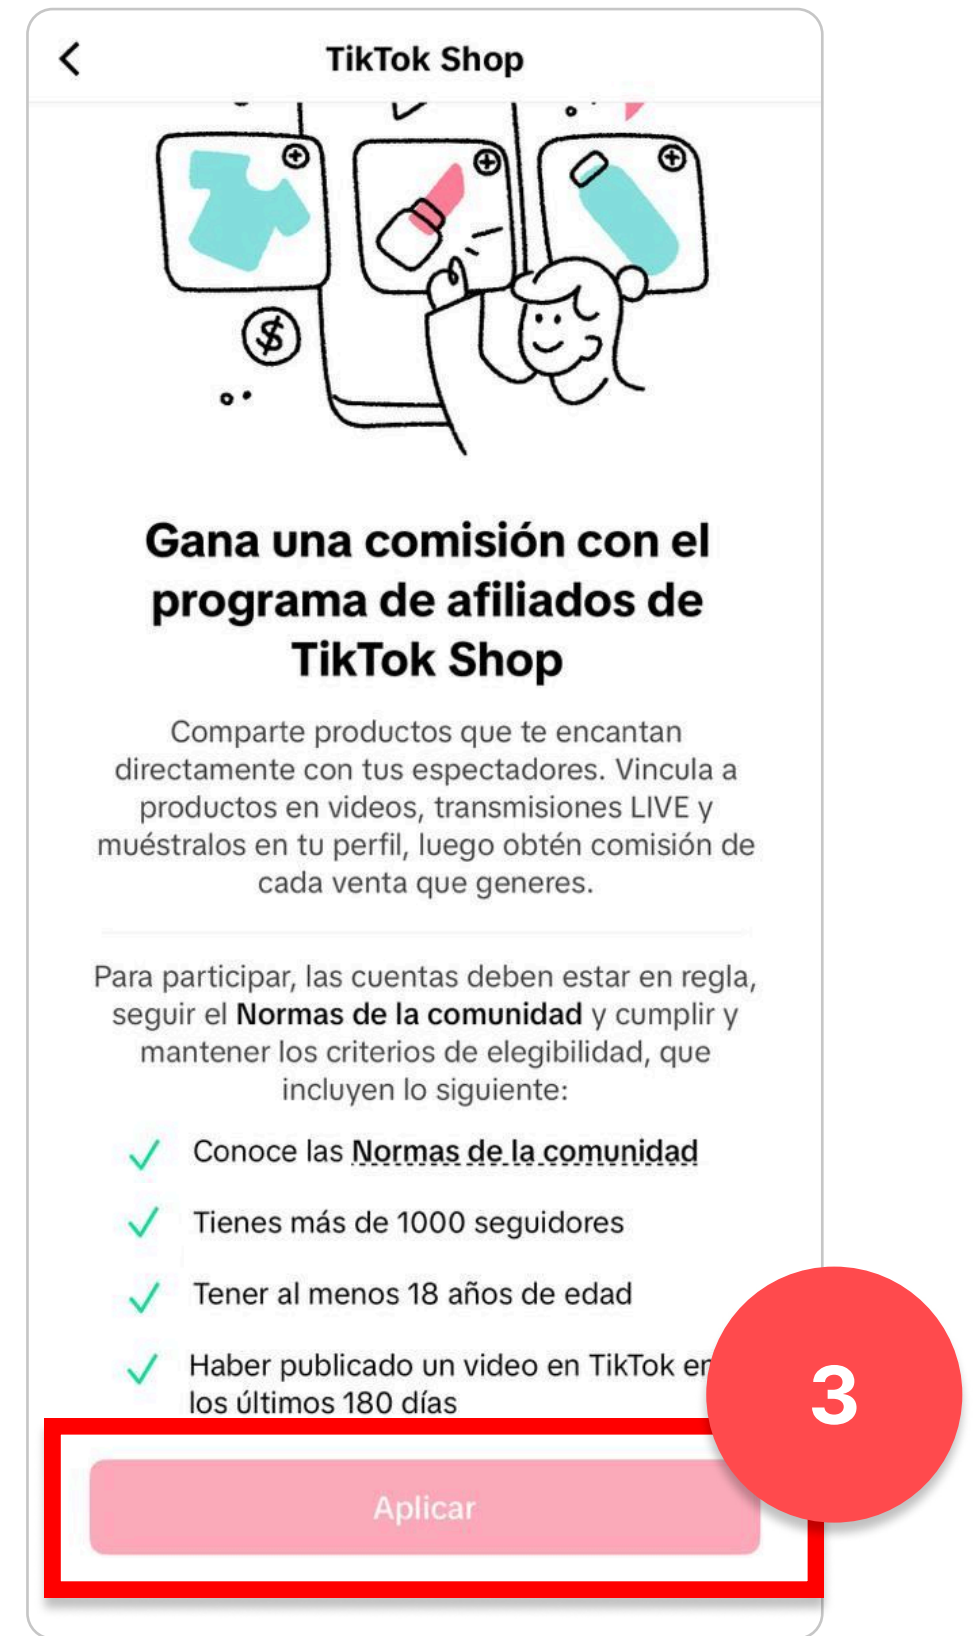 TikTok Shop
$
Gana una comisión con el
programa de afiliados de
TikTok Shop
Comparte productos que te encantan
directamente con tus espectadores. Vincula a
productos en videos, transmisiones LIVE y
muéstralos en tu perfil, luego obtén comisión de
cada venta que generes.
Para participar, las cuentas deben estar en regla,
seguir el Normas de la comunidad y cumplir y
mantener los criterios de elegibilidad, que
incluyen lo siguiente:
Conoce las Normas de la comunidad
Tienes más de 1000 seguidores
Tener al menos 18 años de edad
Haber publicado un video en TikTok en
los últimos 180 días
3
Aplicar